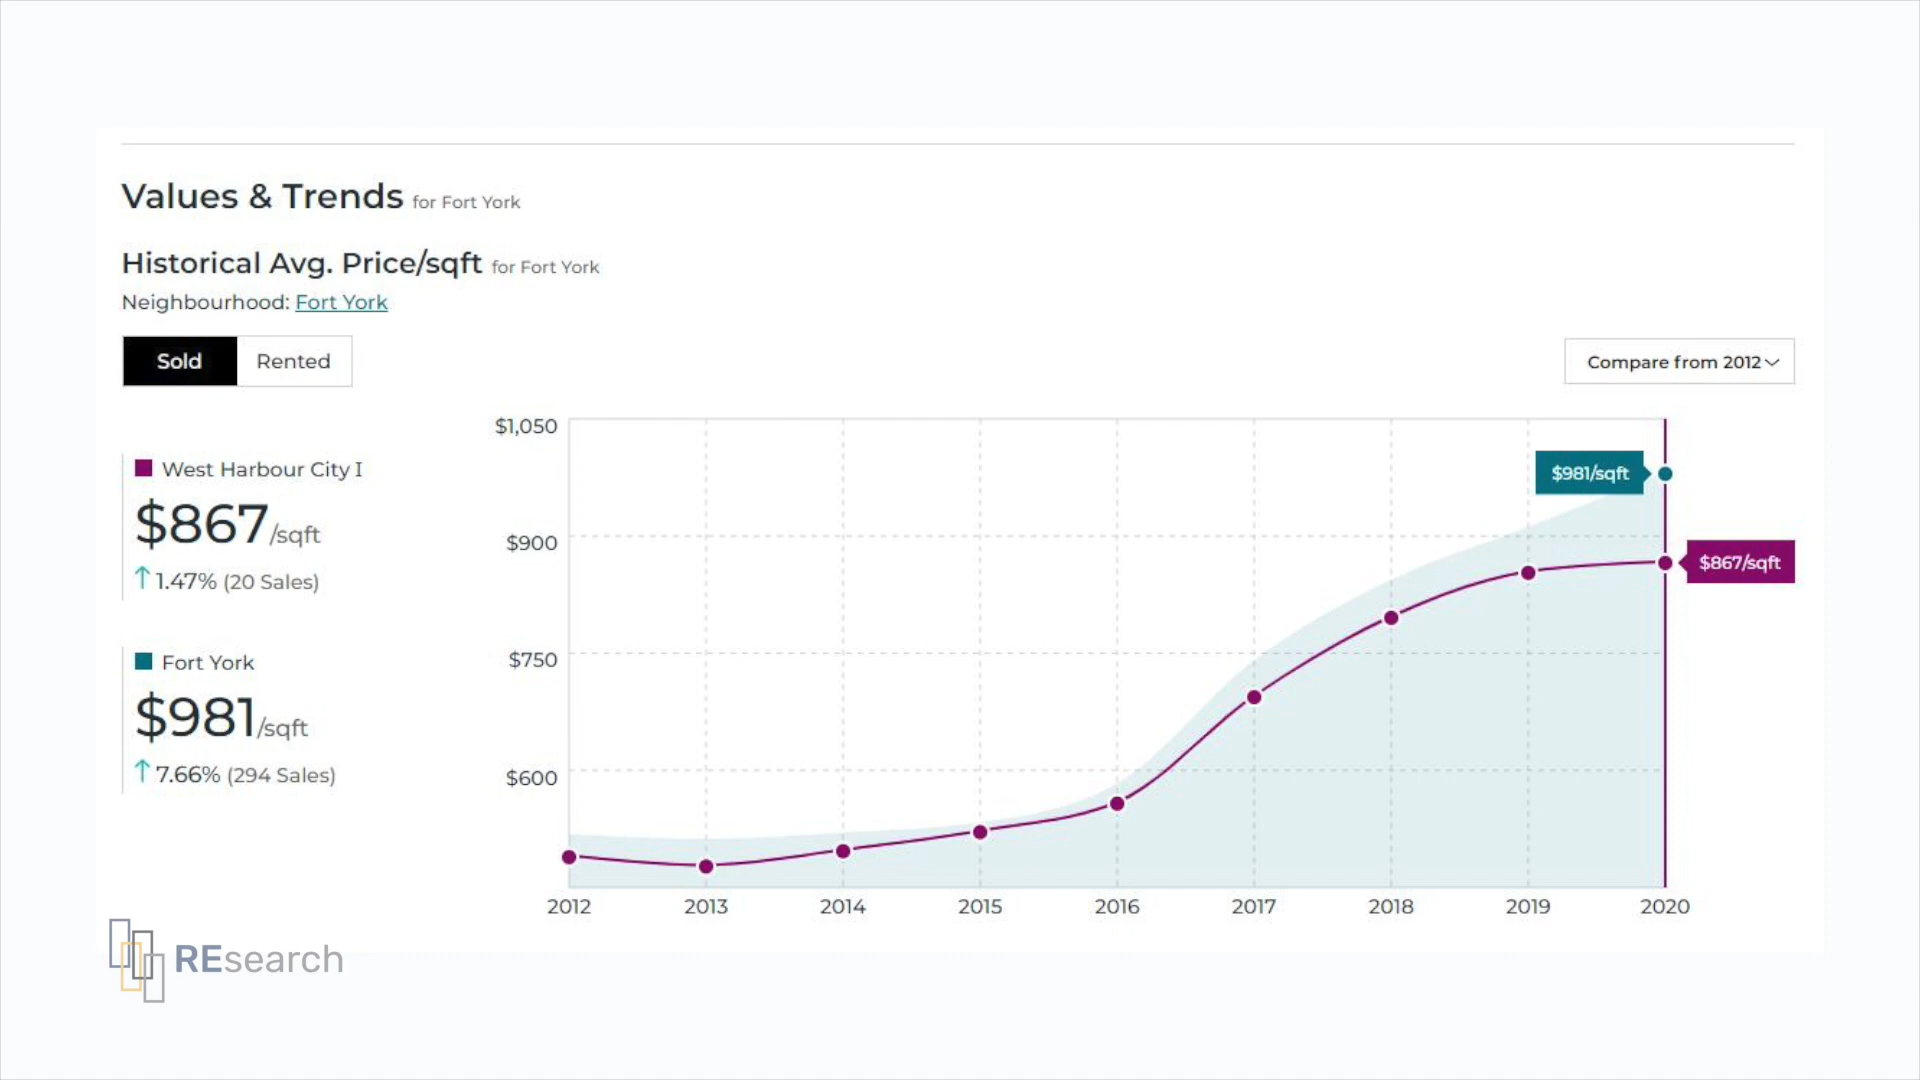 Values & Trends for Fort York
Historical Avg. Price/sqft for Fort York
Neighbourhood: Fort York
Sold Rented
Compare from 2012
West Harbour City I
$867/sqft
↑ 1.47% (20 Sales)
Fort York
$981/sqft
↑ 7.66% (294 Sales)
$1,050
$900
$750
$600
$981/sqft
$867/sqft
2012 2013 2014 2015 2016 2017 2018 2019 2020
REsearch